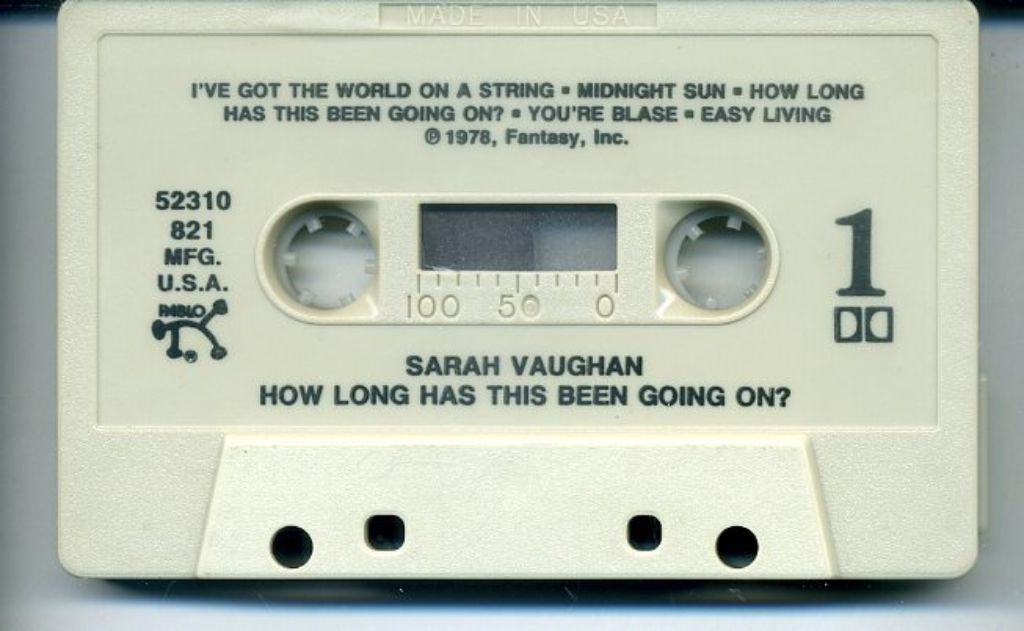 MADE IN USA
I'VE GOT THE WORLD ON A STRING ▪ MIDNIGHT SUN ▪ HOW LONG
HAS THIS BEEN GOING ON? ▪ YOU'RE BLASE ▪ EASY LIVING
℗ 1978, Fantasy, Inc.
52310
821
MFG.
U.S.A.
PABLO
100 50 0
1
SARAH VAUGHAN
HOW LONG HAS THIS BEEN GOING ON?